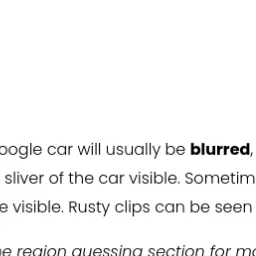 oogle car will usually be blurred,
sliver of the car visible. Sometim
e visible. Rusty clips can be seen
e region guessing section for mo